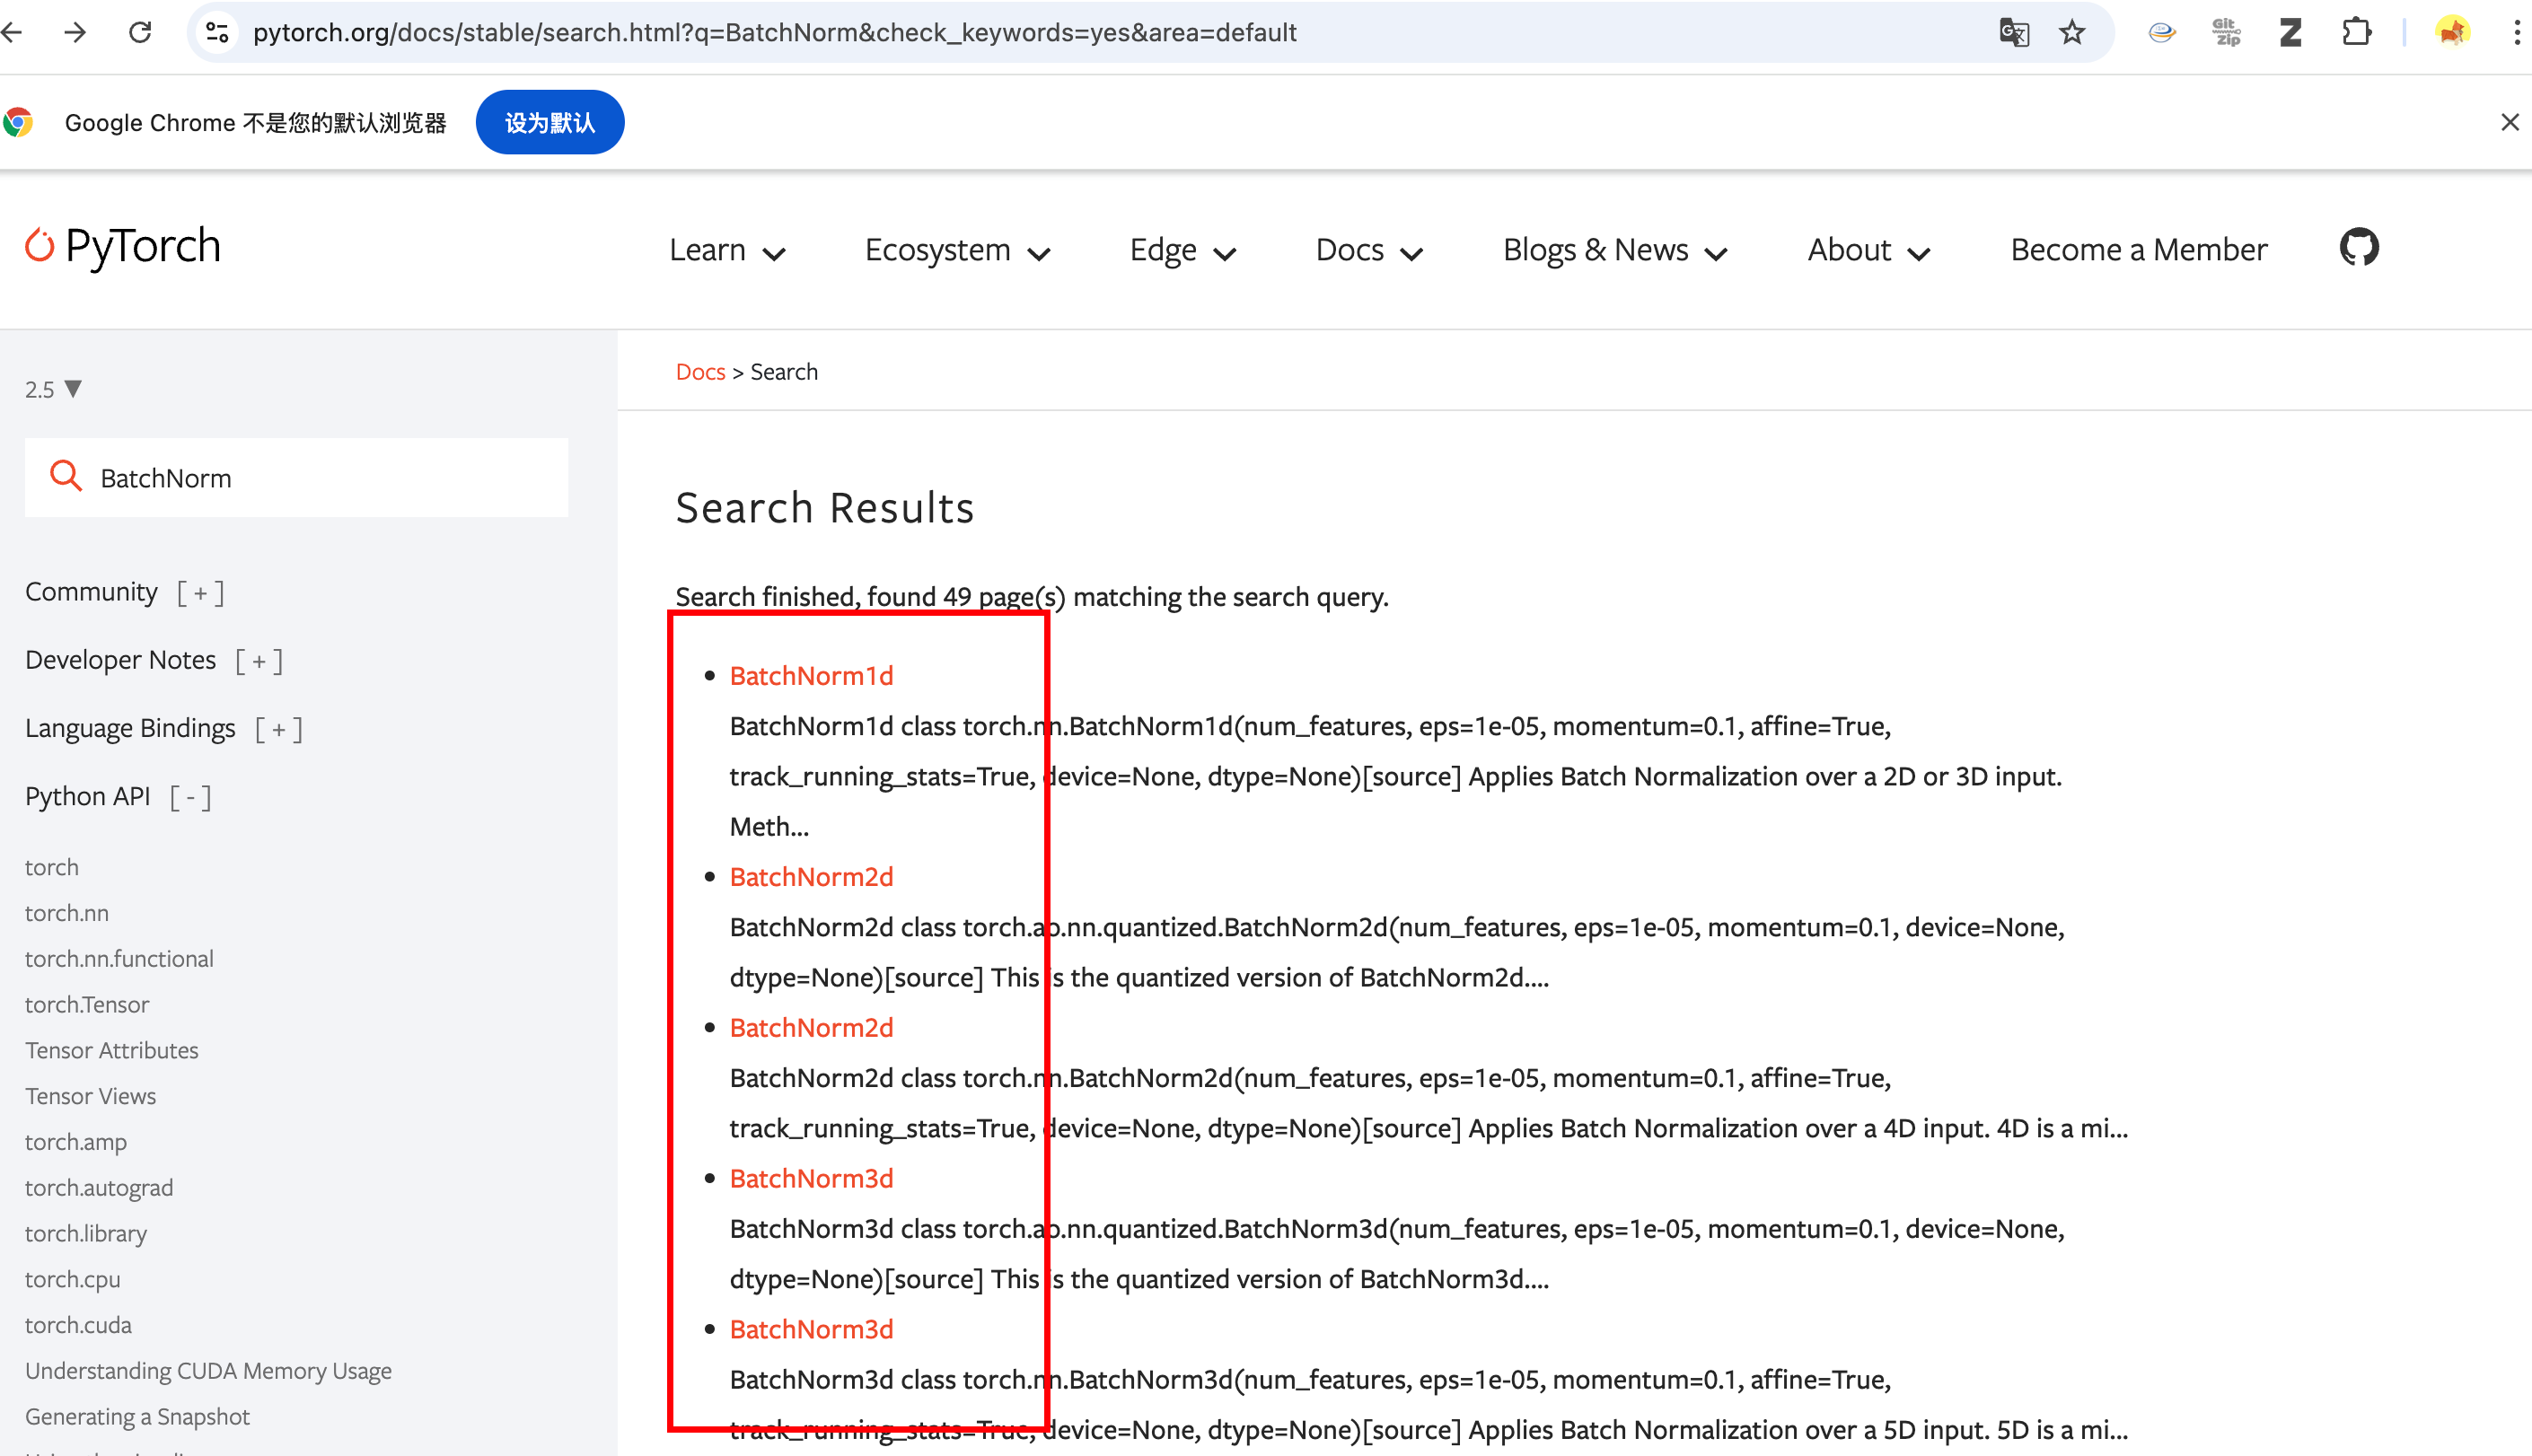 pytorch.org/docs/stable/search.html?q=BatchNorm&check_keywords=yes&area=default
Git
zip
Z
Google Chrome 不是您的默认浏览器
设为默认
PyTorch
Learn
Ecosystem
Edge
Docs
Blogs & News
About
Become a Member
2.5 ▼
BatchNorm
Community [ + ]
Developer Notes [ + ]
Language Bindings [ + ]
Python API [ - ]
torch
torch.nn
torch.nn.functional
torch.Tensor
Tensor Attributes
Tensor Views
torch.amp
torch.autograd
torch.library
torch.cpu
torch.cuda
Understanding CUDA Memory Usage
Generating a Snapshot
Docs > Search
Search Results
Search finished, found 49 page(s) matching the search query.
BatchNorm1d
BatchNorm1d class torch.nn.BatchNorm1d(num_features, eps=1e-05, momentum=0.1, affine=True,
track_running_stats=True, device=None, dtype=None)[source] Applies Batch Normalization over a 2D or 3D input.
Meth...
BatchNorm2d
BatchNorm2d class torch.ao.nn.quantized.BatchNorm2d(num_features, eps=1e-05, momentum=0.1, device=None,
dtype=None)[source] This is the quantized version of BatchNorm2d....
BatchNorm2d
BatchNorm2d class torch.nn.BatchNorm2d(num_features, eps=1e-05, momentum=0.1, affine=True,
track_running_stats=True, device=None, dtype=None)[source] Applies Batch Normalization over a 4D input. 4D is a mi...
BatchNorm3d
BatchNorm3d class torch.ao.nn.quantized.BatchNorm3d(num_features, eps=1e-05, momentum=0.1, device=None,
dtype=None)[source] This is the quantized version of BatchNorm3d....
BatchNorm3d
BatchNorm3d class torch.nn.BatchNorm3d(num_features, eps=1e-05, momentum=0.1, affine=True,
track_running_stats=True, device=None, dtype=None)[source] Applies Batch Normalization over a 5D input. 5D is a mi...